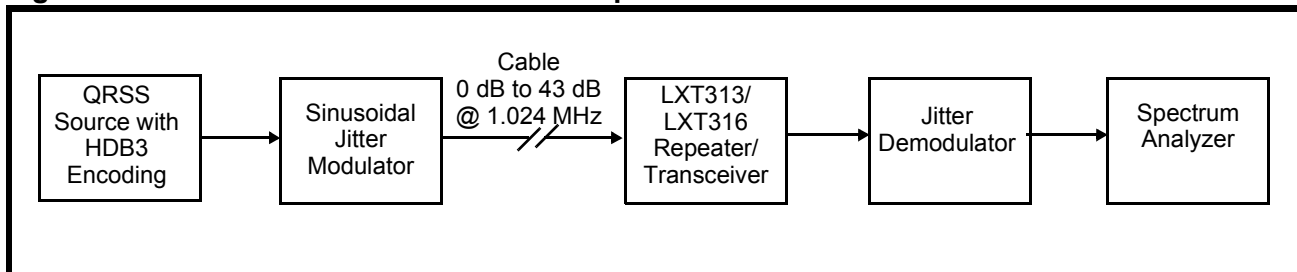 QRSS
Source with
HDB3
Encoding
Sinusoidal
Jitter
Modulator
Cable
0 dB to 43 dB
@ 1.024 MHz
LXT313/
LXT316
Repeater/
Transceiver
Jitter
Demodulator
Spectrum
Analyzer